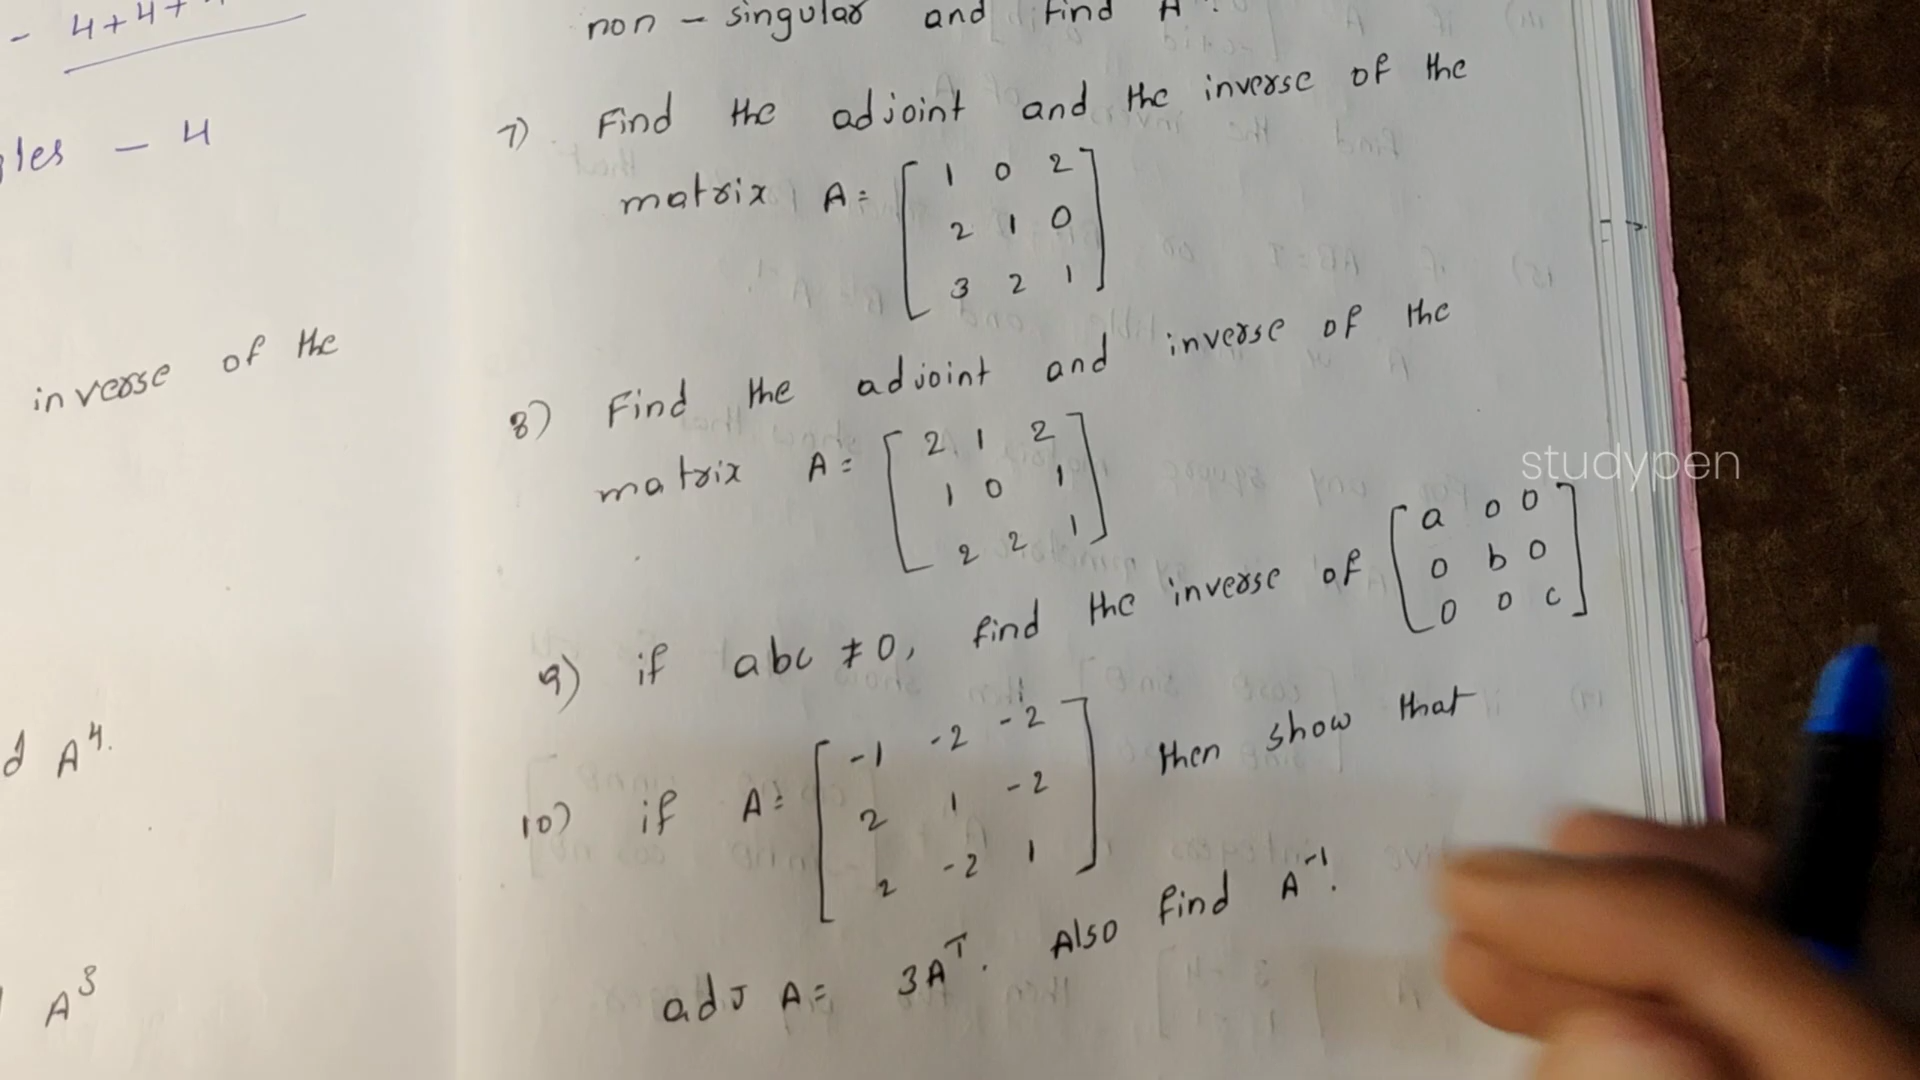 - 4+4+
les - 4
inverse of the
A⁴.
A³
non - singular and find A
7) Find the adjoint and the inverse of the
matrix A = [ 1 0 2
2 1 0
3 2 1 ]
8) Find the adjoint and inverse of the
matrix A = [ 2 1 2
1 0 1
2 2 1 ]
studypen
9) if abc ≠ 0, find the inverse of [ a 0 0
0 b 0
0 0 c ]
10) if A = [ -1 -2 -2
2 1 -2
2 -2 1 ] then show that
adj A = 3Aᵀ. Also find A⁻¹.